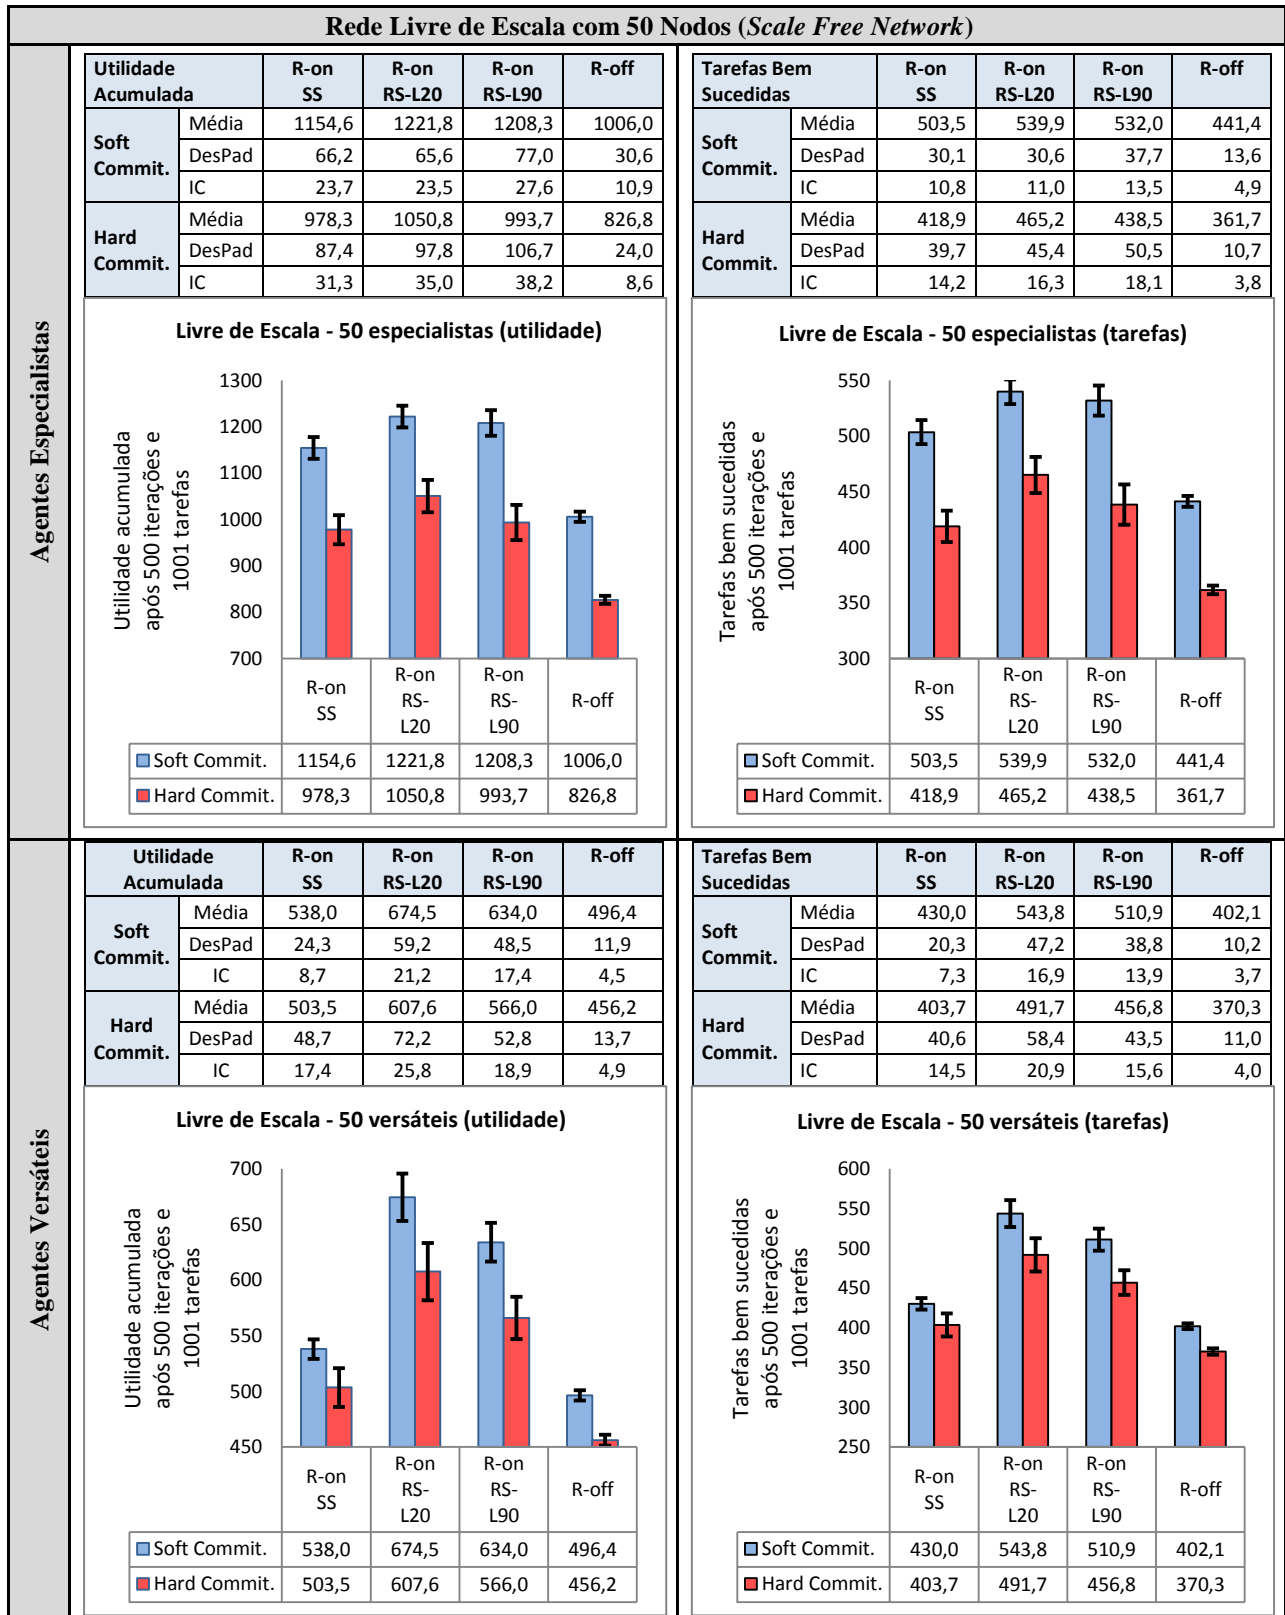 Rede Livre de Escala com 50 Nodos (Scale Free Network)
Agentes Especialistas
Utilidade Acumulada R-on SS R-on RS-L20 R-on RS-L90 R-off
Soft Commit. Média 1154,6 1221,8 1208,3 1006,0
DesPad 66,2 65,6 77,0 30,6
IC 23,7 23,5 27,6 10,9
Hard Commit. Média 978,3 1050,8 993,7 826,8
DesPad 87,4 97,8 106,7 24,0
IC 31,3 35,0 38,2 8,6
Livre de Escala - 50 especialistas (utilidade)
Utilidade acumulada
após 500 iterações e
1001 tarefas
1300
1200
1100
1000
900
800
700
R-on SS R-on RS-L20 R-on RS-L90 R-off
Soft Commit. 1154,6 1221,8 1208,3 1006,0
Hard Commit. 978,3 1050,8 993,7 826,8
Tarefas Bem Sucedidas R-on SS R-on RS-L20 R-on RS-L90 R-off
Soft Commit. Média 503,5 539,9 532,0 441,4
DesPad 30,1 30,6 37,7 13,6
IC 10,8 11,0 13,5 4,9
Hard Commit. Média 418,9 465,2 438,5 361,7
DesPad 39,7 45,4 50,5 10,7
IC 14,2 16,3 18,1 3,8
Livre de Escala - 50 especialistas (tarefas)
Tarefas bem sucedidas
após 500 iterações e
1001 tarefas
550
500
450
400
350
300
R-on SS R-on RS-L20 R-on RS-L90 R-off
Soft Commit. 503,5 539,9 532,0 441,4
Hard Commit. 418,9 465,2 438,5 361,7
Agentes Versáteis
Utilidade Acumulada R-on SS R-on RS-L20 R-on RS-L90 R-off
Soft Commit. Média 538,0 674,5 634,0 496,4
DesPad 24,3 59,2 48,5 11,9
IC 8,7 21,2 17,4 4,5
Hard Commit. Média 503,5 607,6 566,0 456,2
DesPad 48,7 72,2 52,8 13,7
IC 17,4 25,8 18,9 4,9
Livre de Escala - 50 versáteis (utilidade)
Utilidade acumulada
após 500 iterações e
1001 tarefas
700
650
600
550
500
450
R-on SS R-on RS-L20 R-on RS-L90 R-off
Soft Commit. 538,0 674,5 634,0 496,4
Hard Commit. 503,5 607,6 566,0 456,2
Tarefas Bem Sucedidas R-on SS R-on RS-L20 R-on RS-L90 R-off
Soft Commit. Média 430,0 543,8 510,9 402,1
DesPad 20,3 47,2 38,8 10,2
IC 7,3 16,9 13,9 3,7
Hard Commit. Média 403,7 491,7 456,8 370,3
DesPad 40,6 58,4 43,5 11,0
IC 14,5 20,9 15,6 4,0
Livre de Escala - 50 versáteis (tarefas)
Tarefas bem sucedidas
após 500 iterações e
1001 tarefas
600
550
500
450
400
350
300
250
R-on SS R-on RS-L20 R-on RS-L90 R-off
Soft Commit. 430,0 543,8 510,9 402,1
Hard Commit. 403,7 491,7 456,8 370,3